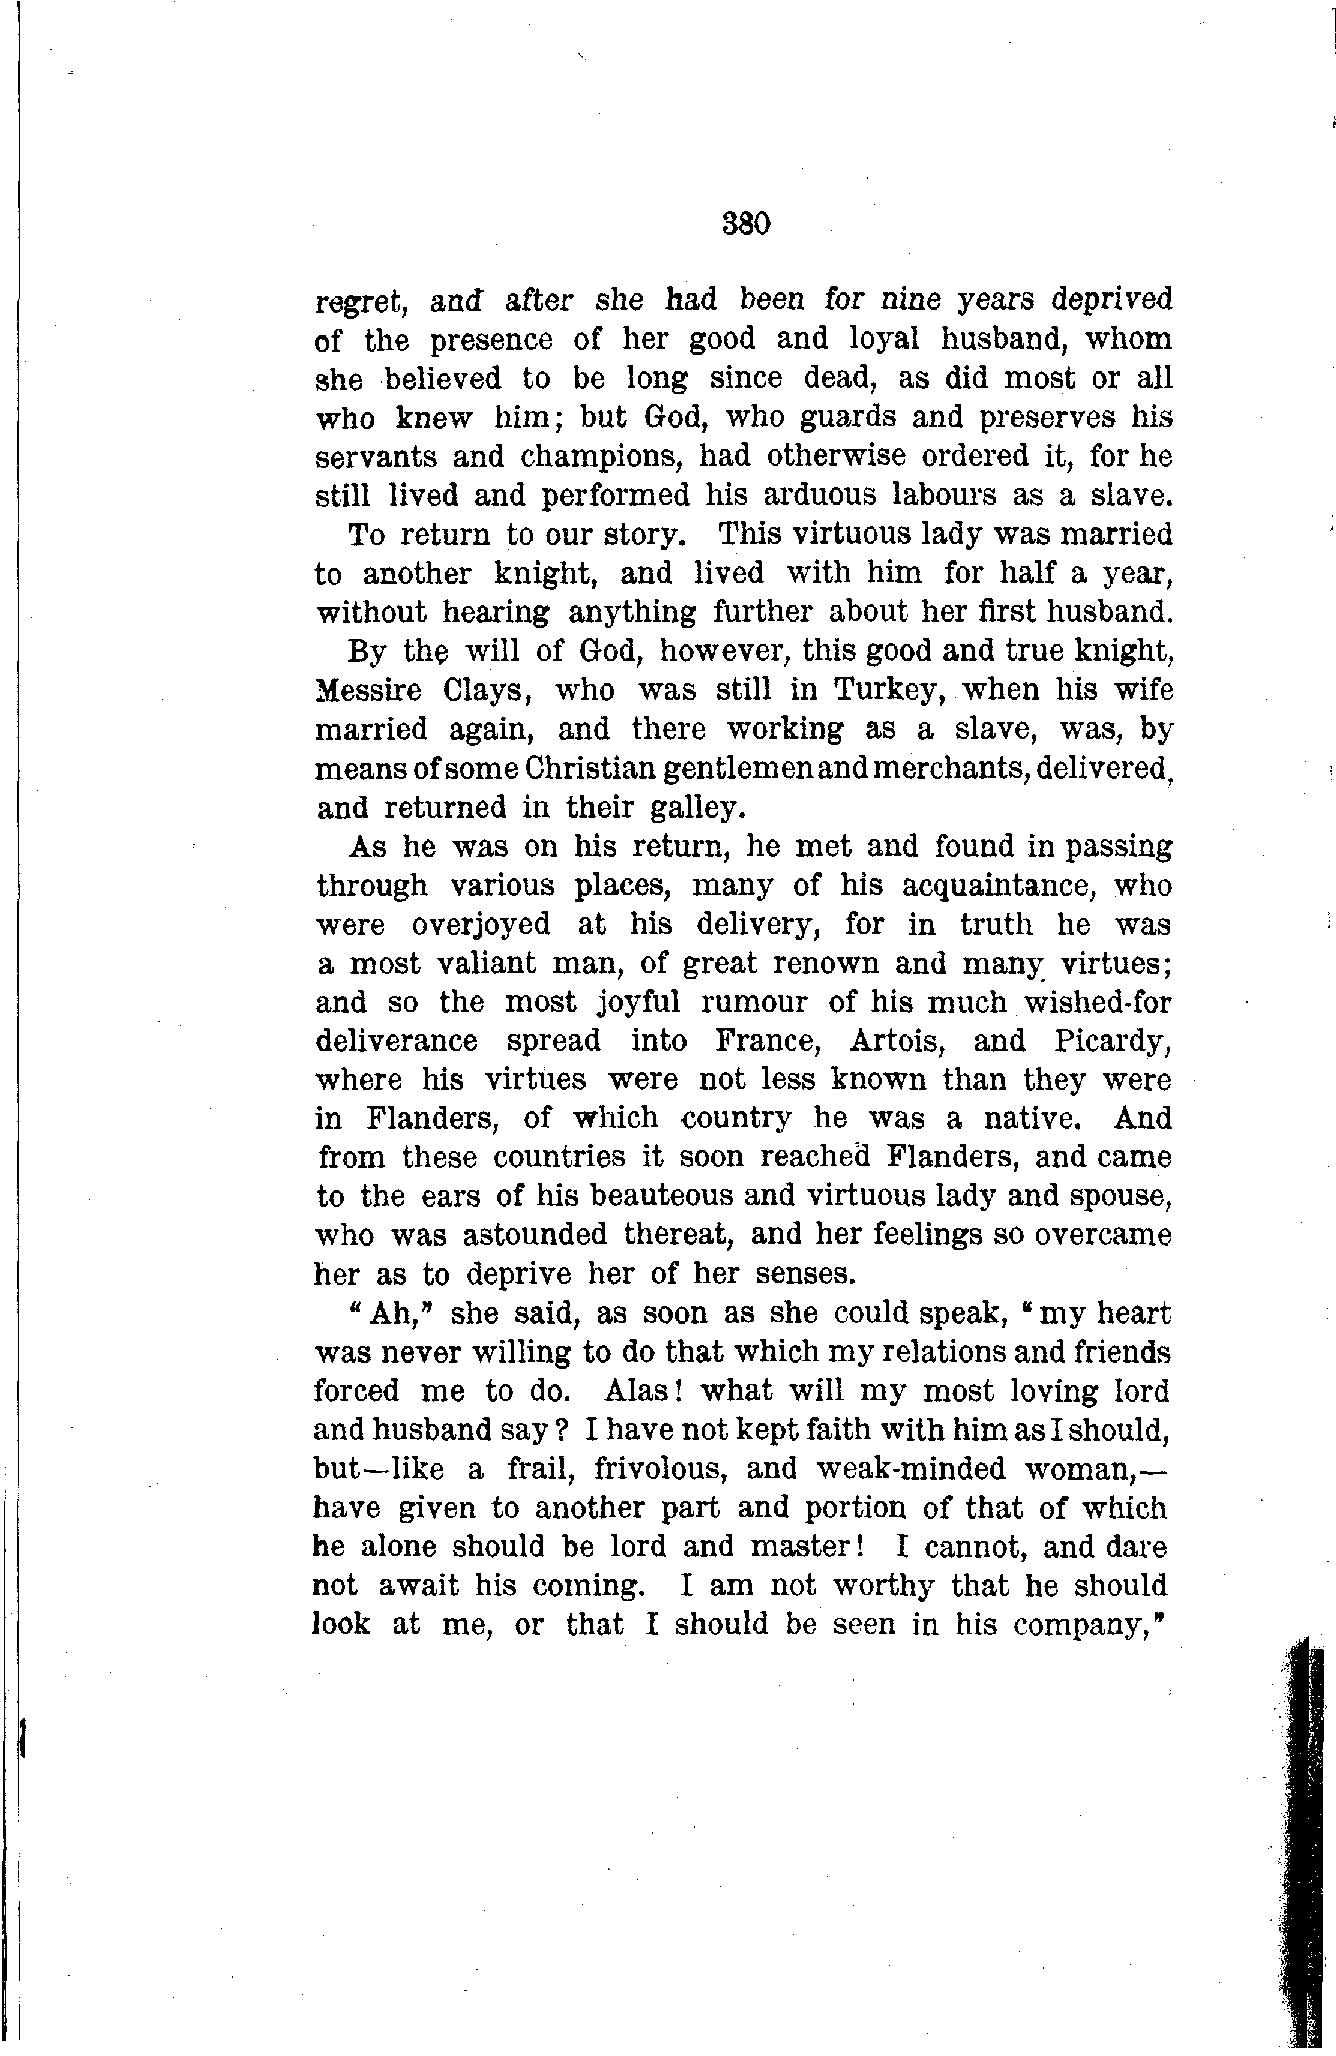 380
regret, and after she had been for nine years deprived
of the presence of her good and loyal husband, whom
she believed to be long since dead, as did most or all
who knew him; but God, who guards and preserves his
servants and champions, had otherwise ordered it, for he
still lived and performed his arduous labours as a slave.
To return to our story. This virtuous lady was married
to another knight, and lived with him for half a year,
without hearing anything further about her first husband.
By the will of God, however, this good and true knight,
Messire Clays, who was still in Turkey, when his wife
married again, and there working as a slave, was, by
means of some Christian gentlemen and merchants, delivered,
and returned in their galley.
As he was on his return, he met and found in passing
through various places, many of his acquaintance, who
were overjoyed at his delivery, for in truth he was
a most valiant man, of great renown and many virtues;
and so the most joyful rumour of his much wished-for
deliverance spread into France, Artois, and Picardy,
where his virtues were not less known than they were
in Flanders, of which country he was a native. And
from these countries it soon reached Flanders, and came
to the ears of his beauteous and virtuous lady and spouse,
who was astounded thereat, and her feelings so overcame
her as to deprive her of her senses.
"Ah," she said, as soon as she could speak, "my heart
was never willing to do that which my relations and friends
forced me to do. Alas! what will my most loving lord
and husband say? I have not kept faith with him as I should,
but—like a frail, frivolous, and weak-minded woman,—
have given to another part and portion of that of which
he alone should be lord and master! I cannot, and dare
not await his coming. I am not worthy that he should
look at me, or that I should be seen in his company,"